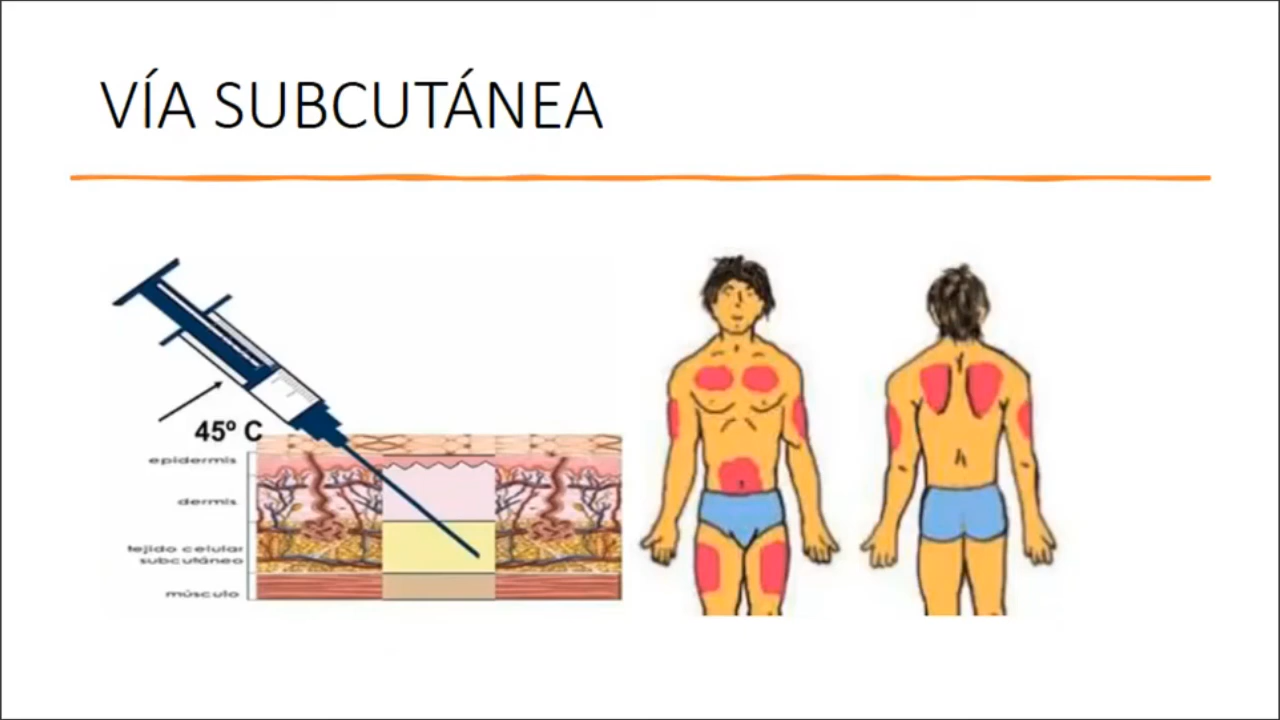 VÍA SUBCUTÁNEA
45º C
epidermis
dermis
tejido celular
subcutáneo
músculo